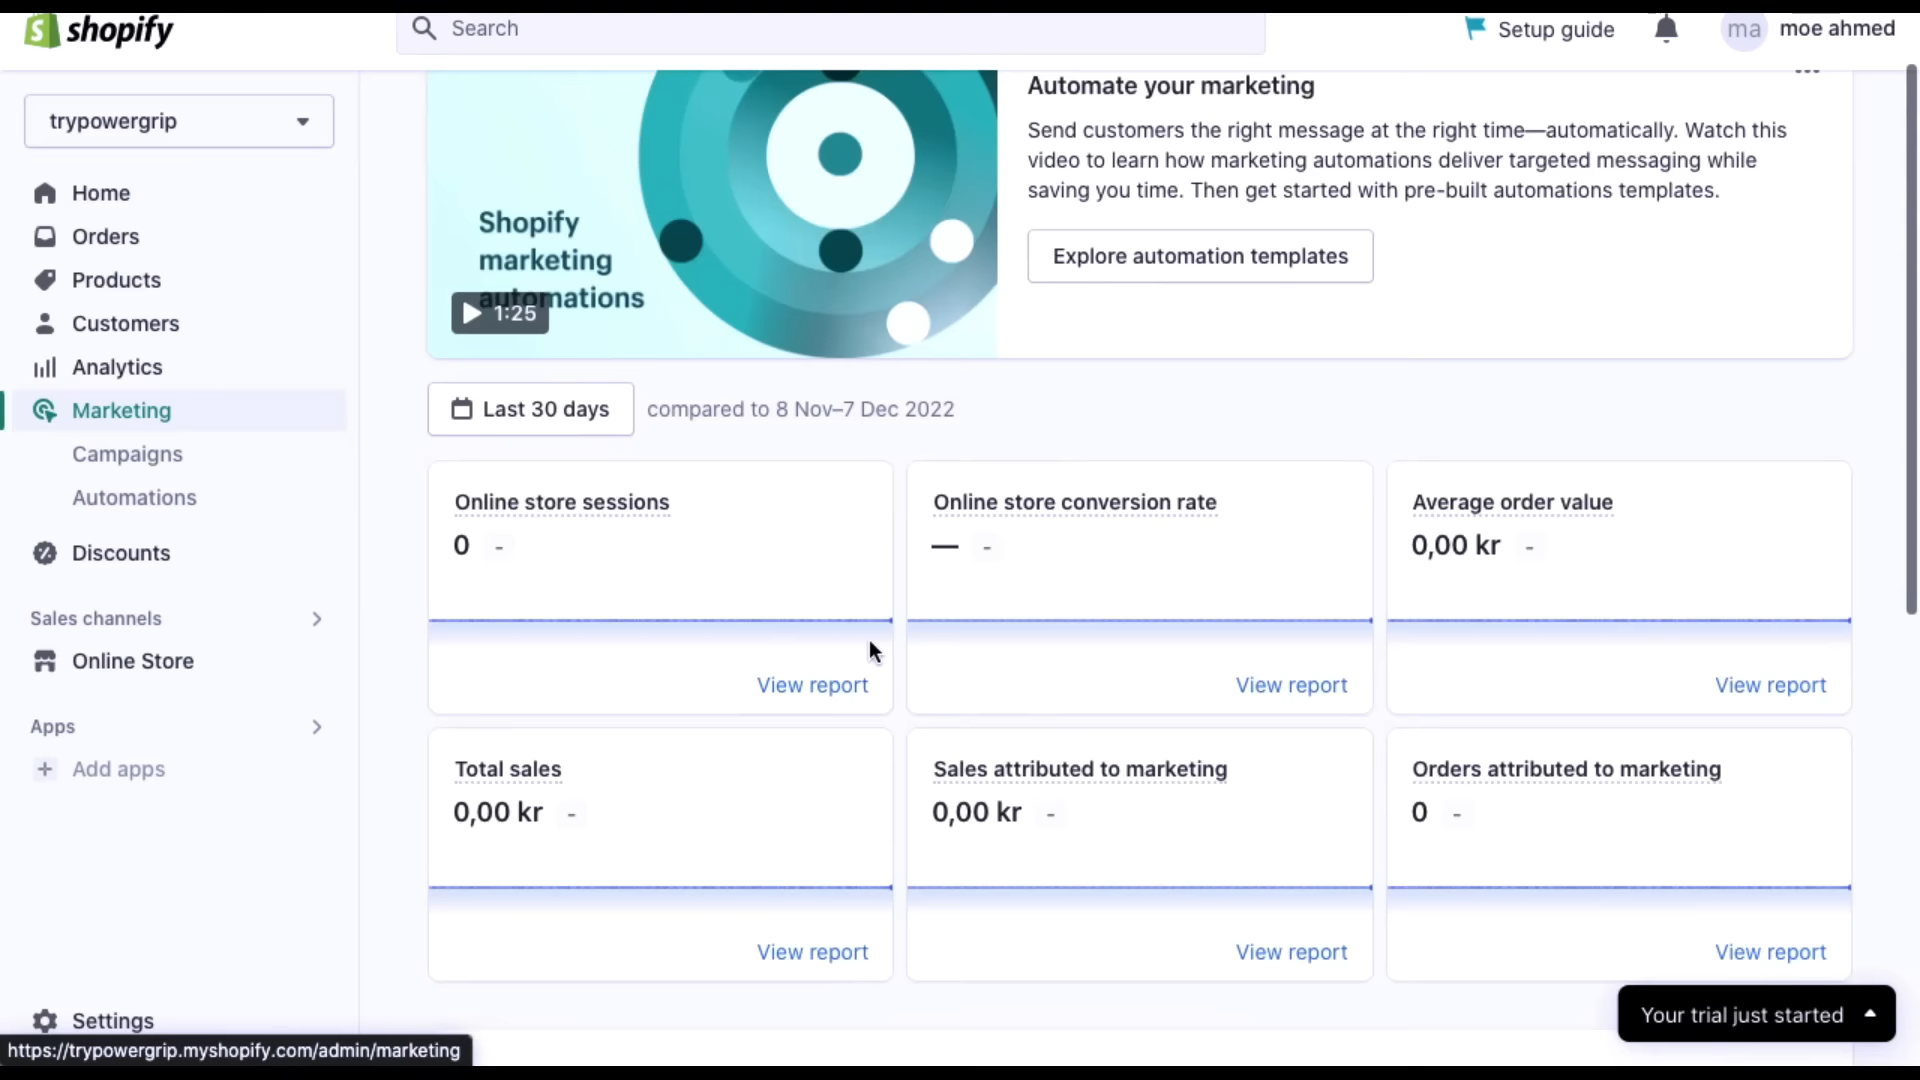 shopify
Search
Setup guide
ma
moe ahmed
trypowergrip
Home
Orders
Products
Customers
Analytics
Marketing
Campaigns
Automations
Discounts
Sales channels
Online Store
Apps
Add apps
Settings
https://trypowergrip.myshopify.com/admin/marketing
Shopify
marketing
automations
1:25
Automate your marketing
Send customers the right message at the right time—automatically. Watch this
video to learn how marketing automations deliver targeted messaging while
saving you time. Then get started with pre-built automations templates.
Explore automation templates
Last 30 days
compared to 8 Nov–7 Dec 2022
Online store sessions
0 -
View report
Online store conversion rate
— -
View report
Average order value
0,00 kr -
View report
Total sales
0,00 kr -
View report
Sales attributed to marketing
0,00 kr -
View report
Orders attributed to marketing
0 -
View report
Your trial just started